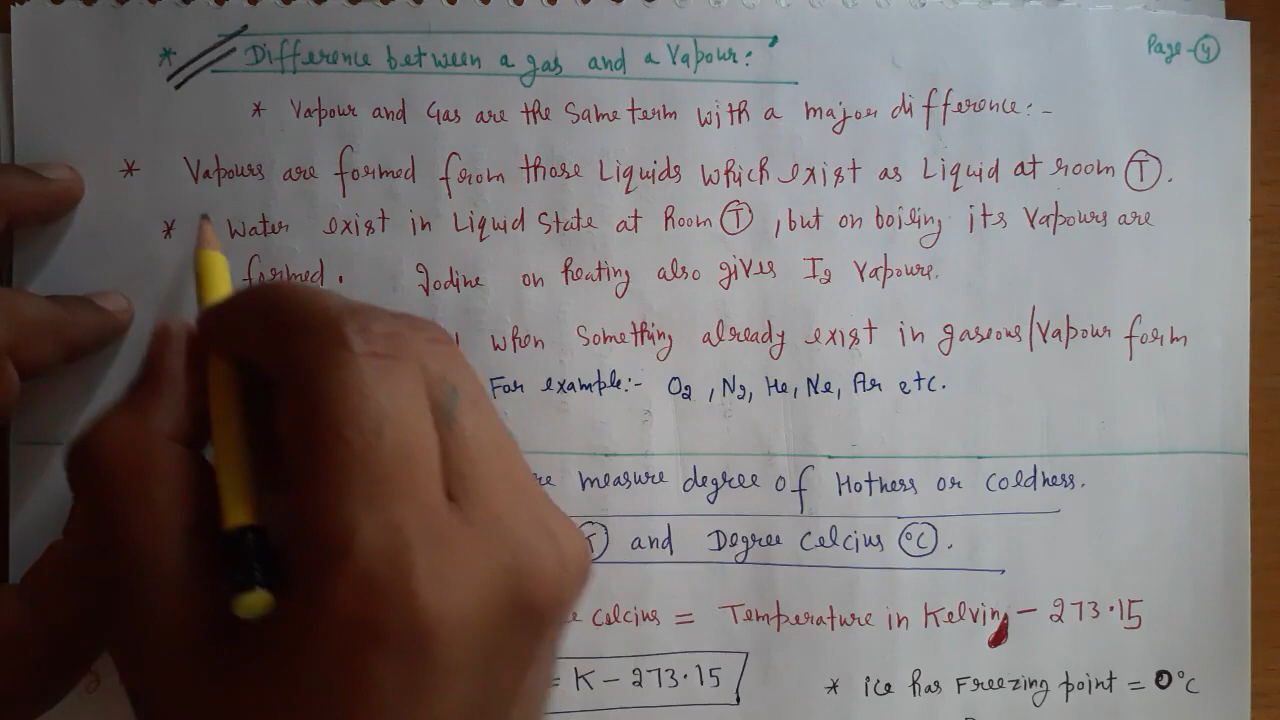 Page-4
* Difference between a gas and a Vapour:
* Vapour and Gas are the Same term with a major difference:-
* Vapours are formed from those Liquids which exist as Liquid at room T.
* Water exist in Liquid State at Room T, but on boiling its Vapours are
formed. Iodine on heating also gives I2 Vapours.
when Something already exist in gaseous/Vapour form
For example:- O2, N2, He, Ne, Ar etc.
measure degree of Hotness or Coldness.
T and Degree Celcius °C.
Celcius = Temperature in Kelvin - 273.15
= K - 273.15
* ice has Freezing point = 0°C